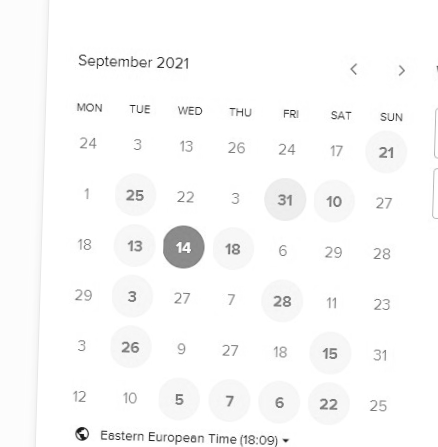 September 2021
MON TUE WED THU FRI SAT SUN
24 3 13 26 24 17 21
1 25 22 3 31 10 27
18 13 14 18 6 29 28
29 3 27 7 28 11 23
3 26 9 27 18 15 31
12 10 5 7 6 22 25
Eastern European Time (18:09)